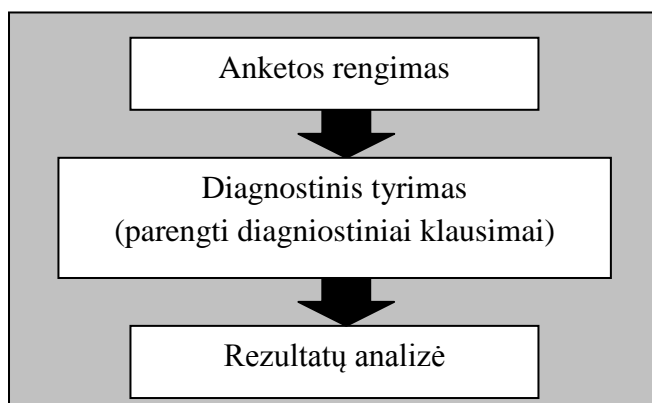 Anketos rengimas
Diagnostinis tyrimas
(parengti diagniostiniai klausimai)
Rezultatų analizė